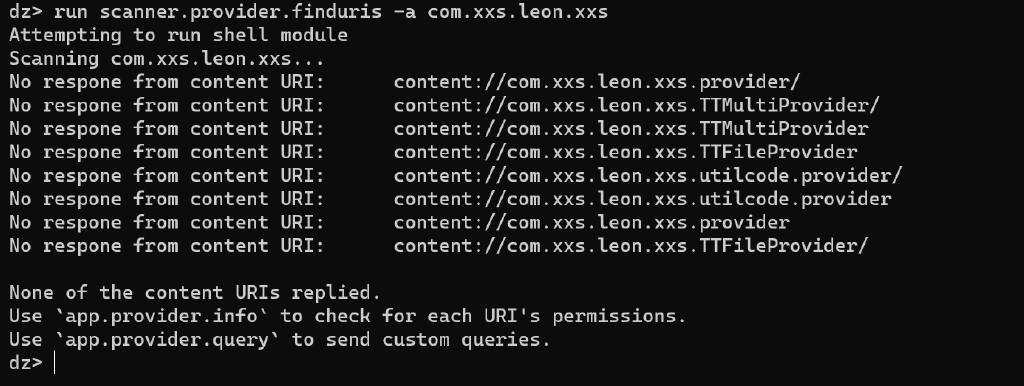 dz> run scanner.provider.finduris -a com.xxs.leon.xxs
Attempting to run shell module
Scanning com.xxs.leon.xxs...
No respone from content URI:      content://com.xxs.leon.xxs.provider/
No respone from content URI:      content://com.xxs.leon.xxs.TTMultiProvider/
No respone from content URI:      content://com.xxs.leon.xxs.TTMultiProvider
No respone from content URI:      content://com.xxs.leon.xxs.TTFileProvider
No respone from content URI:      content://com.xxs.leon.xxs.utilcode.provider/
No respone from content URI:      content://com.xxs.leon.xxs.utilcode.provider
No respone from content URI:      content://com.xxs.leon.xxs.provider
No respone from content URI:      content://com.xxs.leon.xxs.TTFileProvider/
None of the content URIs replied.
Use `app.provider.info` to check for each URI's permissions.
Use `app.provider.query` to send custom queries.
dz>